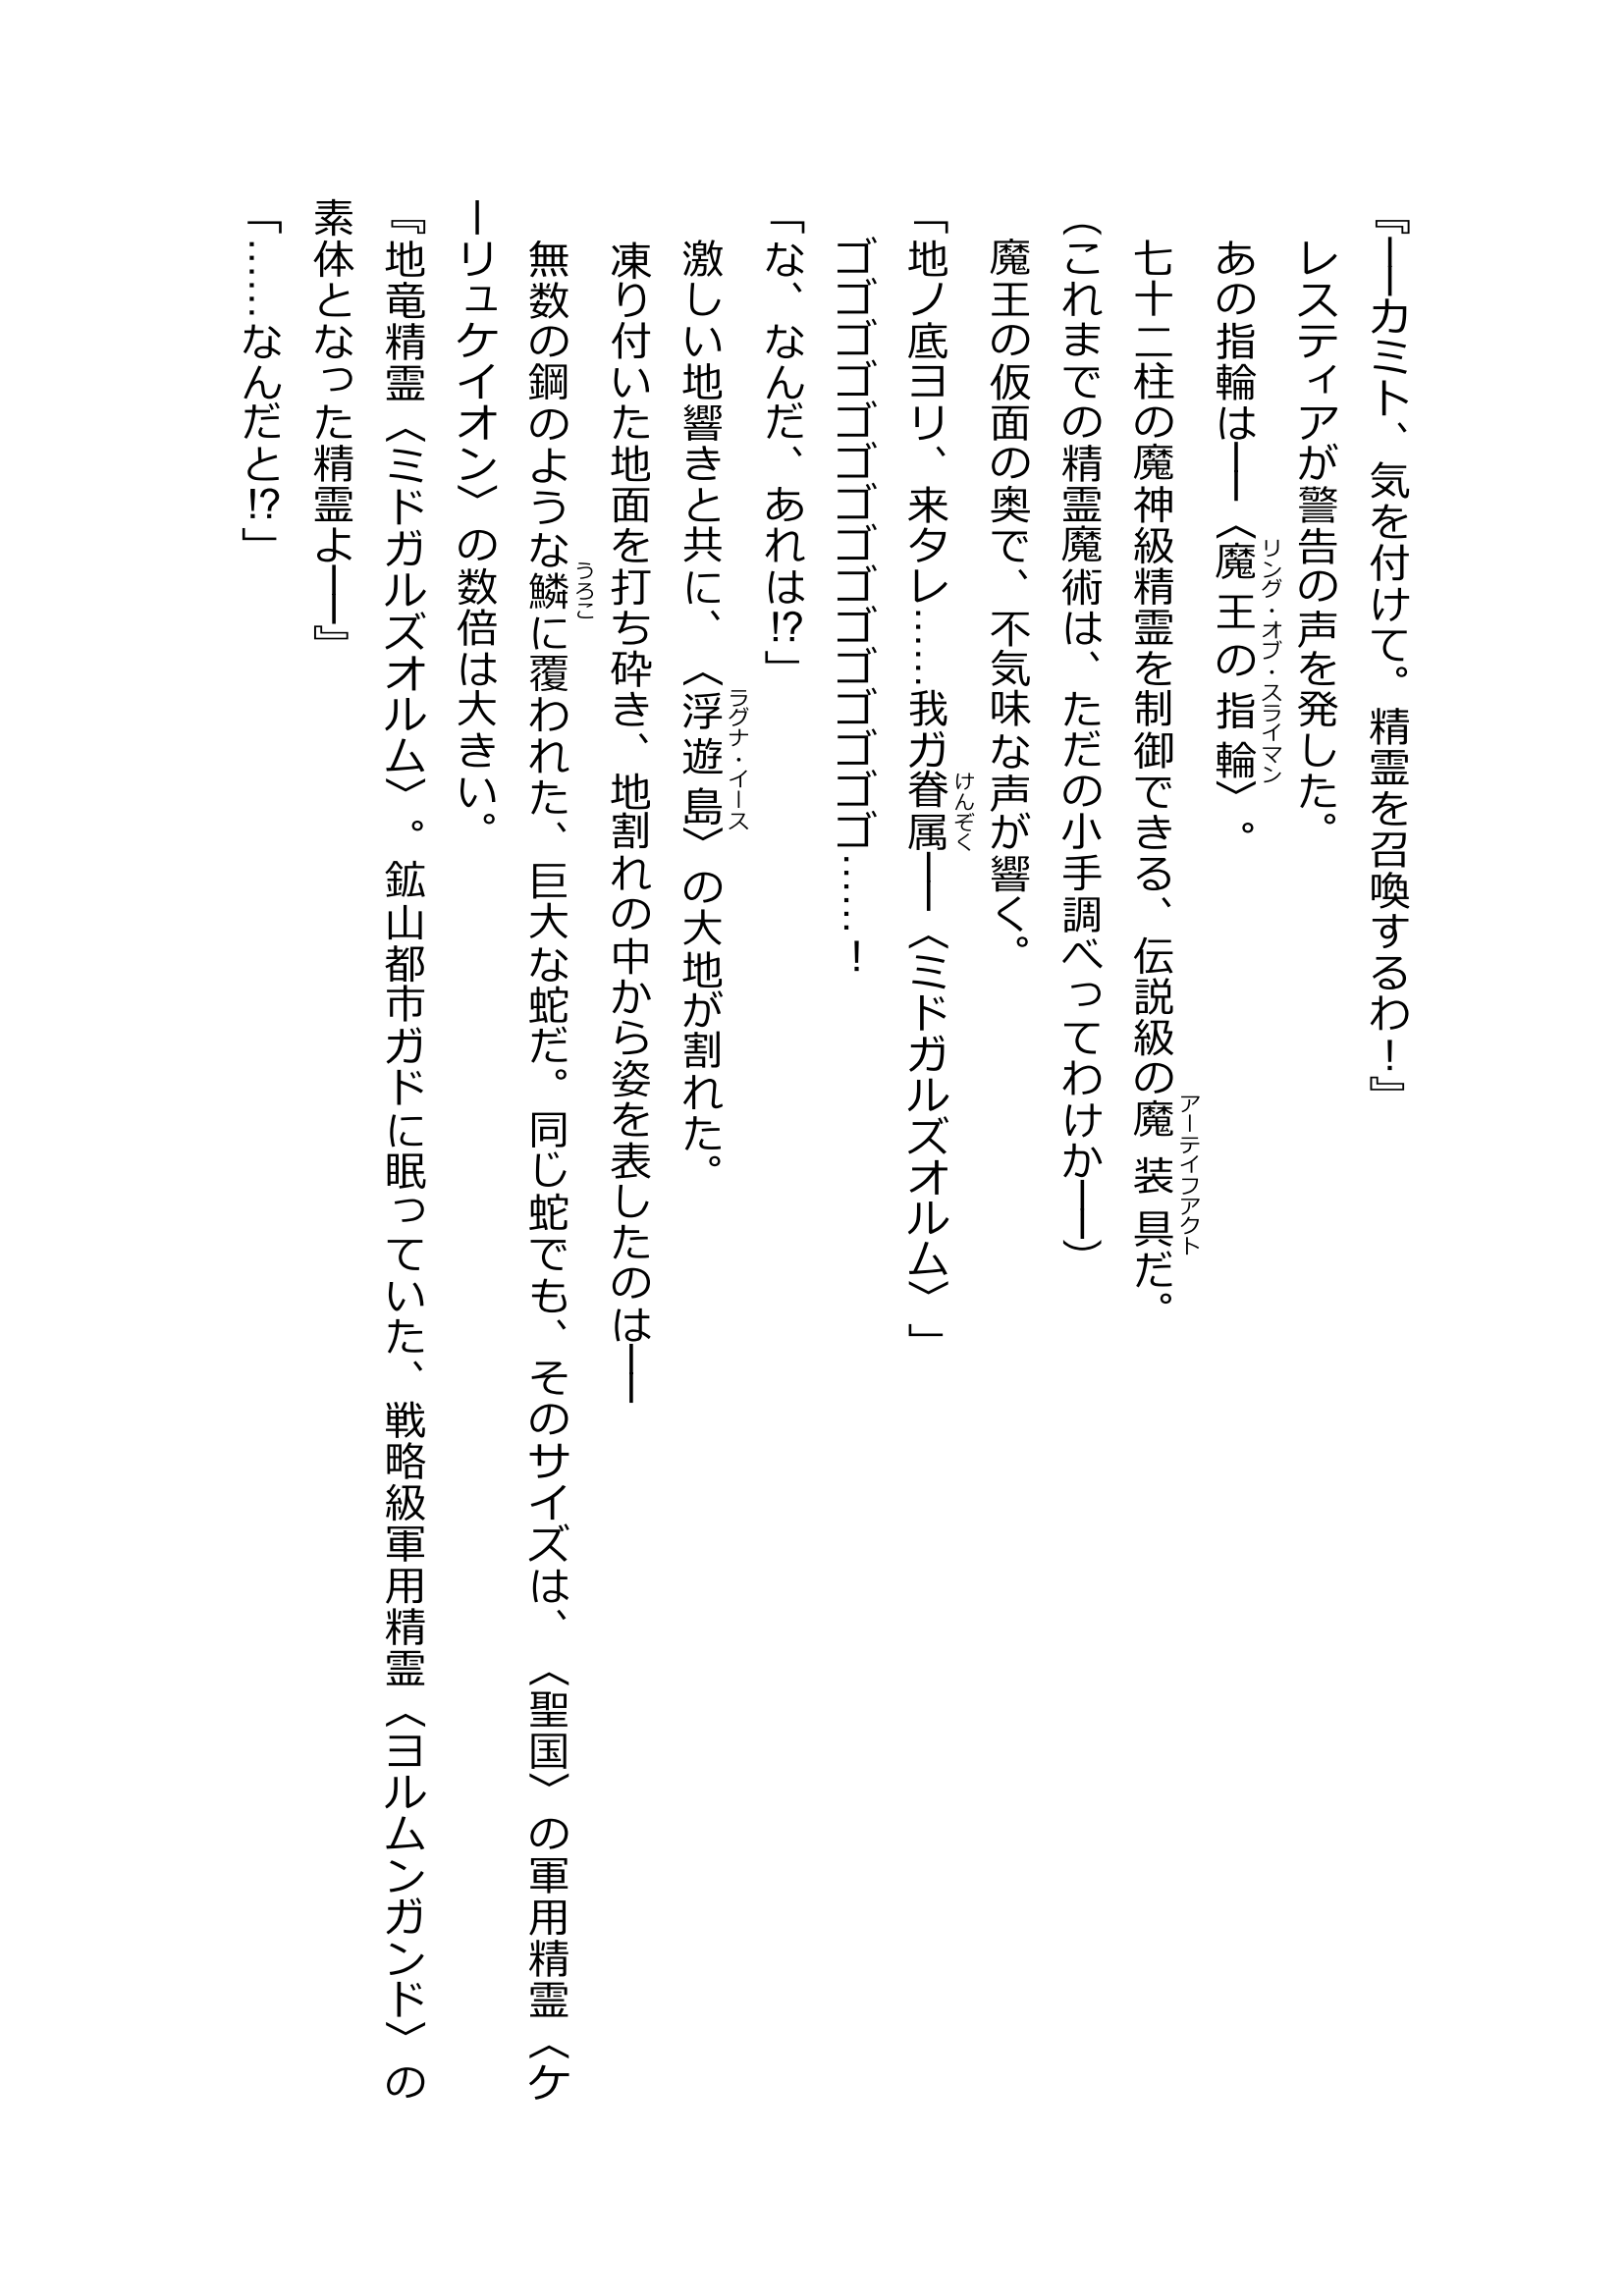 『――カミト、気を付けて。精霊を召喚するわ！』
レスティアが警告の声を発した。
あの指輪は――〈魔王の指輪〉。
リング・オブ・スライマン
七十二柱の魔神級精霊を制御できる、伝説級の魔装具だ。
アーティファクト
（これまでの精霊魔術は、ただの小手調べってわけか――）
魔王の仮面の奥で、不気味な声が響く。
「地ノ底ヨリ、来タレ……我ガ眷属――〈ミドガルズオルム〉」
けんぞく
ゴゴゴゴゴゴゴゴゴゴゴゴゴゴゴ……！
「な、なんだ、あれは!?」
激しい地響きと共に、〈浮遊島〉の大地が割れた。
ラグナ・イース
凍り付いた地面を打ち砕き、地割れの中から姿を表したのは――
無数の鋼のような鱗に覆われた、巨大な蛇だ。同じ蛇でも、そのサイズは、〈聖国〉の軍用精霊〈ケ
うろこ
ーリュケイオン〉の数倍は大きい。
『地竜精霊〈ミドガルズオルム〉。鉱山都市ガドに眠っていた、戦略級軍用精霊〈ヨルムンガンド〉の
素体となった精霊よ――』
「……なんだと!?」